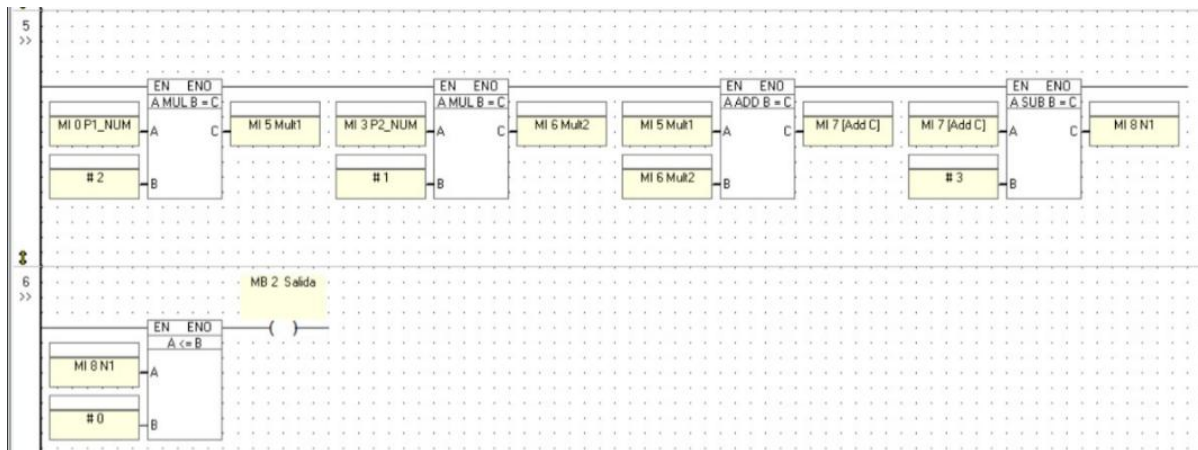 5
>>
EN ENO EN ENO EN ENO EN ENO
A MUL B = C A MUL B = C A ADD B = C A SUB B = C
MI 0 P1_NUM A C MI 5 Mult1 MI 3 P2_NUM A C MI 6 Mult2 MI 5 Mult1 A C MI 7 [Add C] MI 7 [Add C] A C MI 8 N1
# 2 B # 1 B MI 6 Mult2 B # 3 B
6
>>
MB 2 Salida
EN ENO
A <= B
MI 8 N1 A
# 0 B